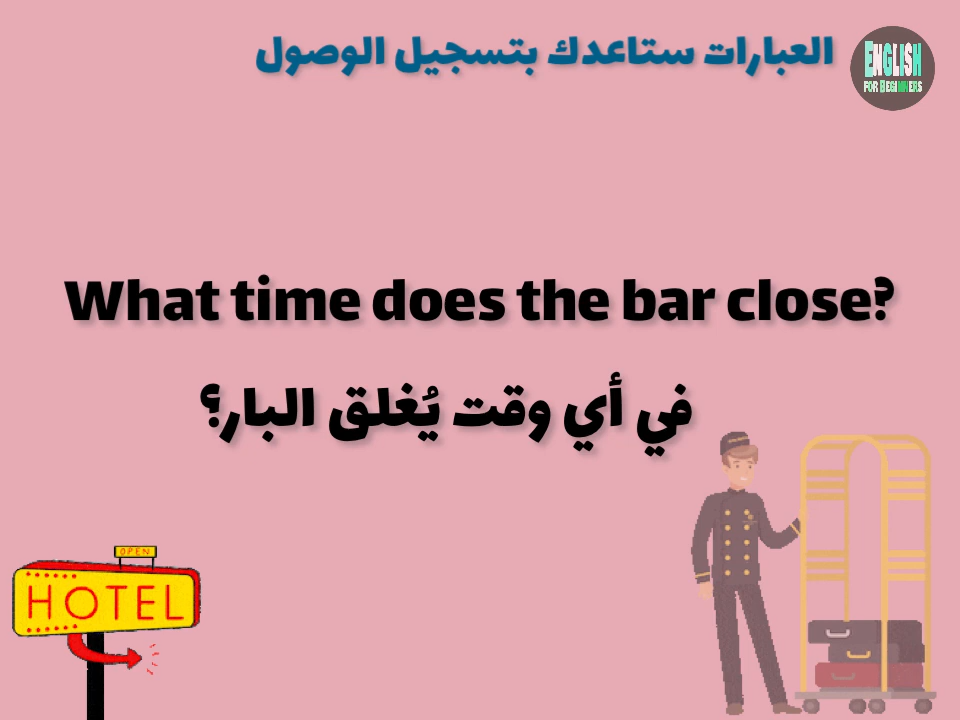 العبارات ستاعدك بتسجيل الوصول
ENGLISH
FOR BEGINNERS
What time does the bar close?
في أي وقت يُغلق البار؟
OPEN
HOTEL